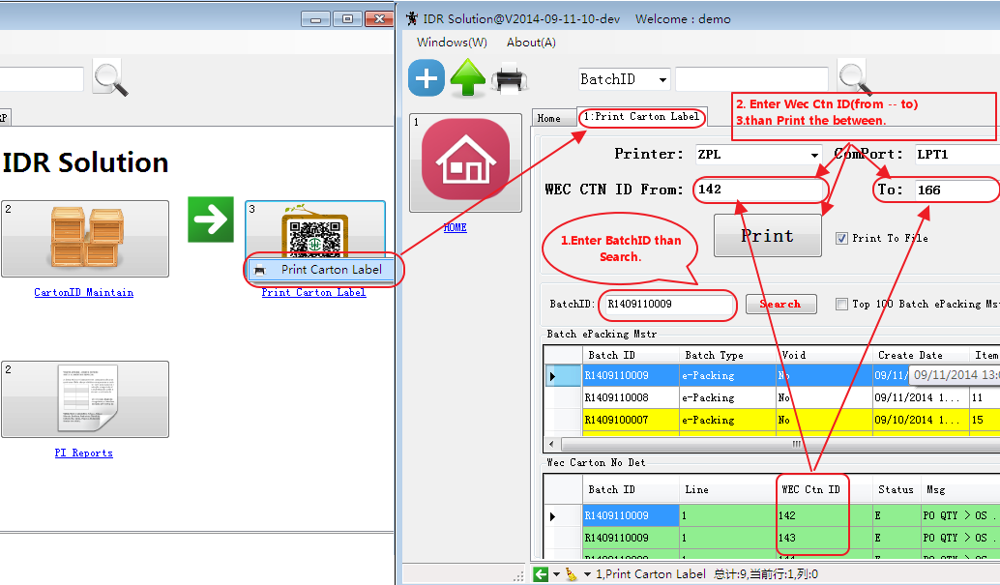 IDR Solution
2
CartonID Maintain
3
Print Carton Label
Print Carton Label
2
PI Reports
IDR Solution@V2014-09-11-10-dev Welcome : demo
Windows(W) About(A)
BatchID
1
HOME
Home
1:Print Carton Label
2. Enter Wec Ctn ID(from -- to)
3.than Print the between.
Printer: ZPL ComPort: LPT1
WEC CTN ID From: 142 To: 166
Print Print To File
1.Enter BatchID than
Search.
BatchID: R1409110009 Search Top 100 Batch ePacking Mst
Batch ePacking Mstr
Batch ID Batch Type Void Create Date Item
R1409110009 e-Packing No 09/11/
09/11/2014 13:
R1409110008 e-Packing No 09/11/2014 1... 11
R1409100007 e-Packing No 09/10/2014 1... 15
Wec Carton No Det
Batch ID Line WEC Ctn ID Status Msg
R1409110009 1 142 E PO QTY > OS .
R1409110009 1 143 E PO QTY > OS .
1,Print Carton Label 总计:9,当前行:1,列:0